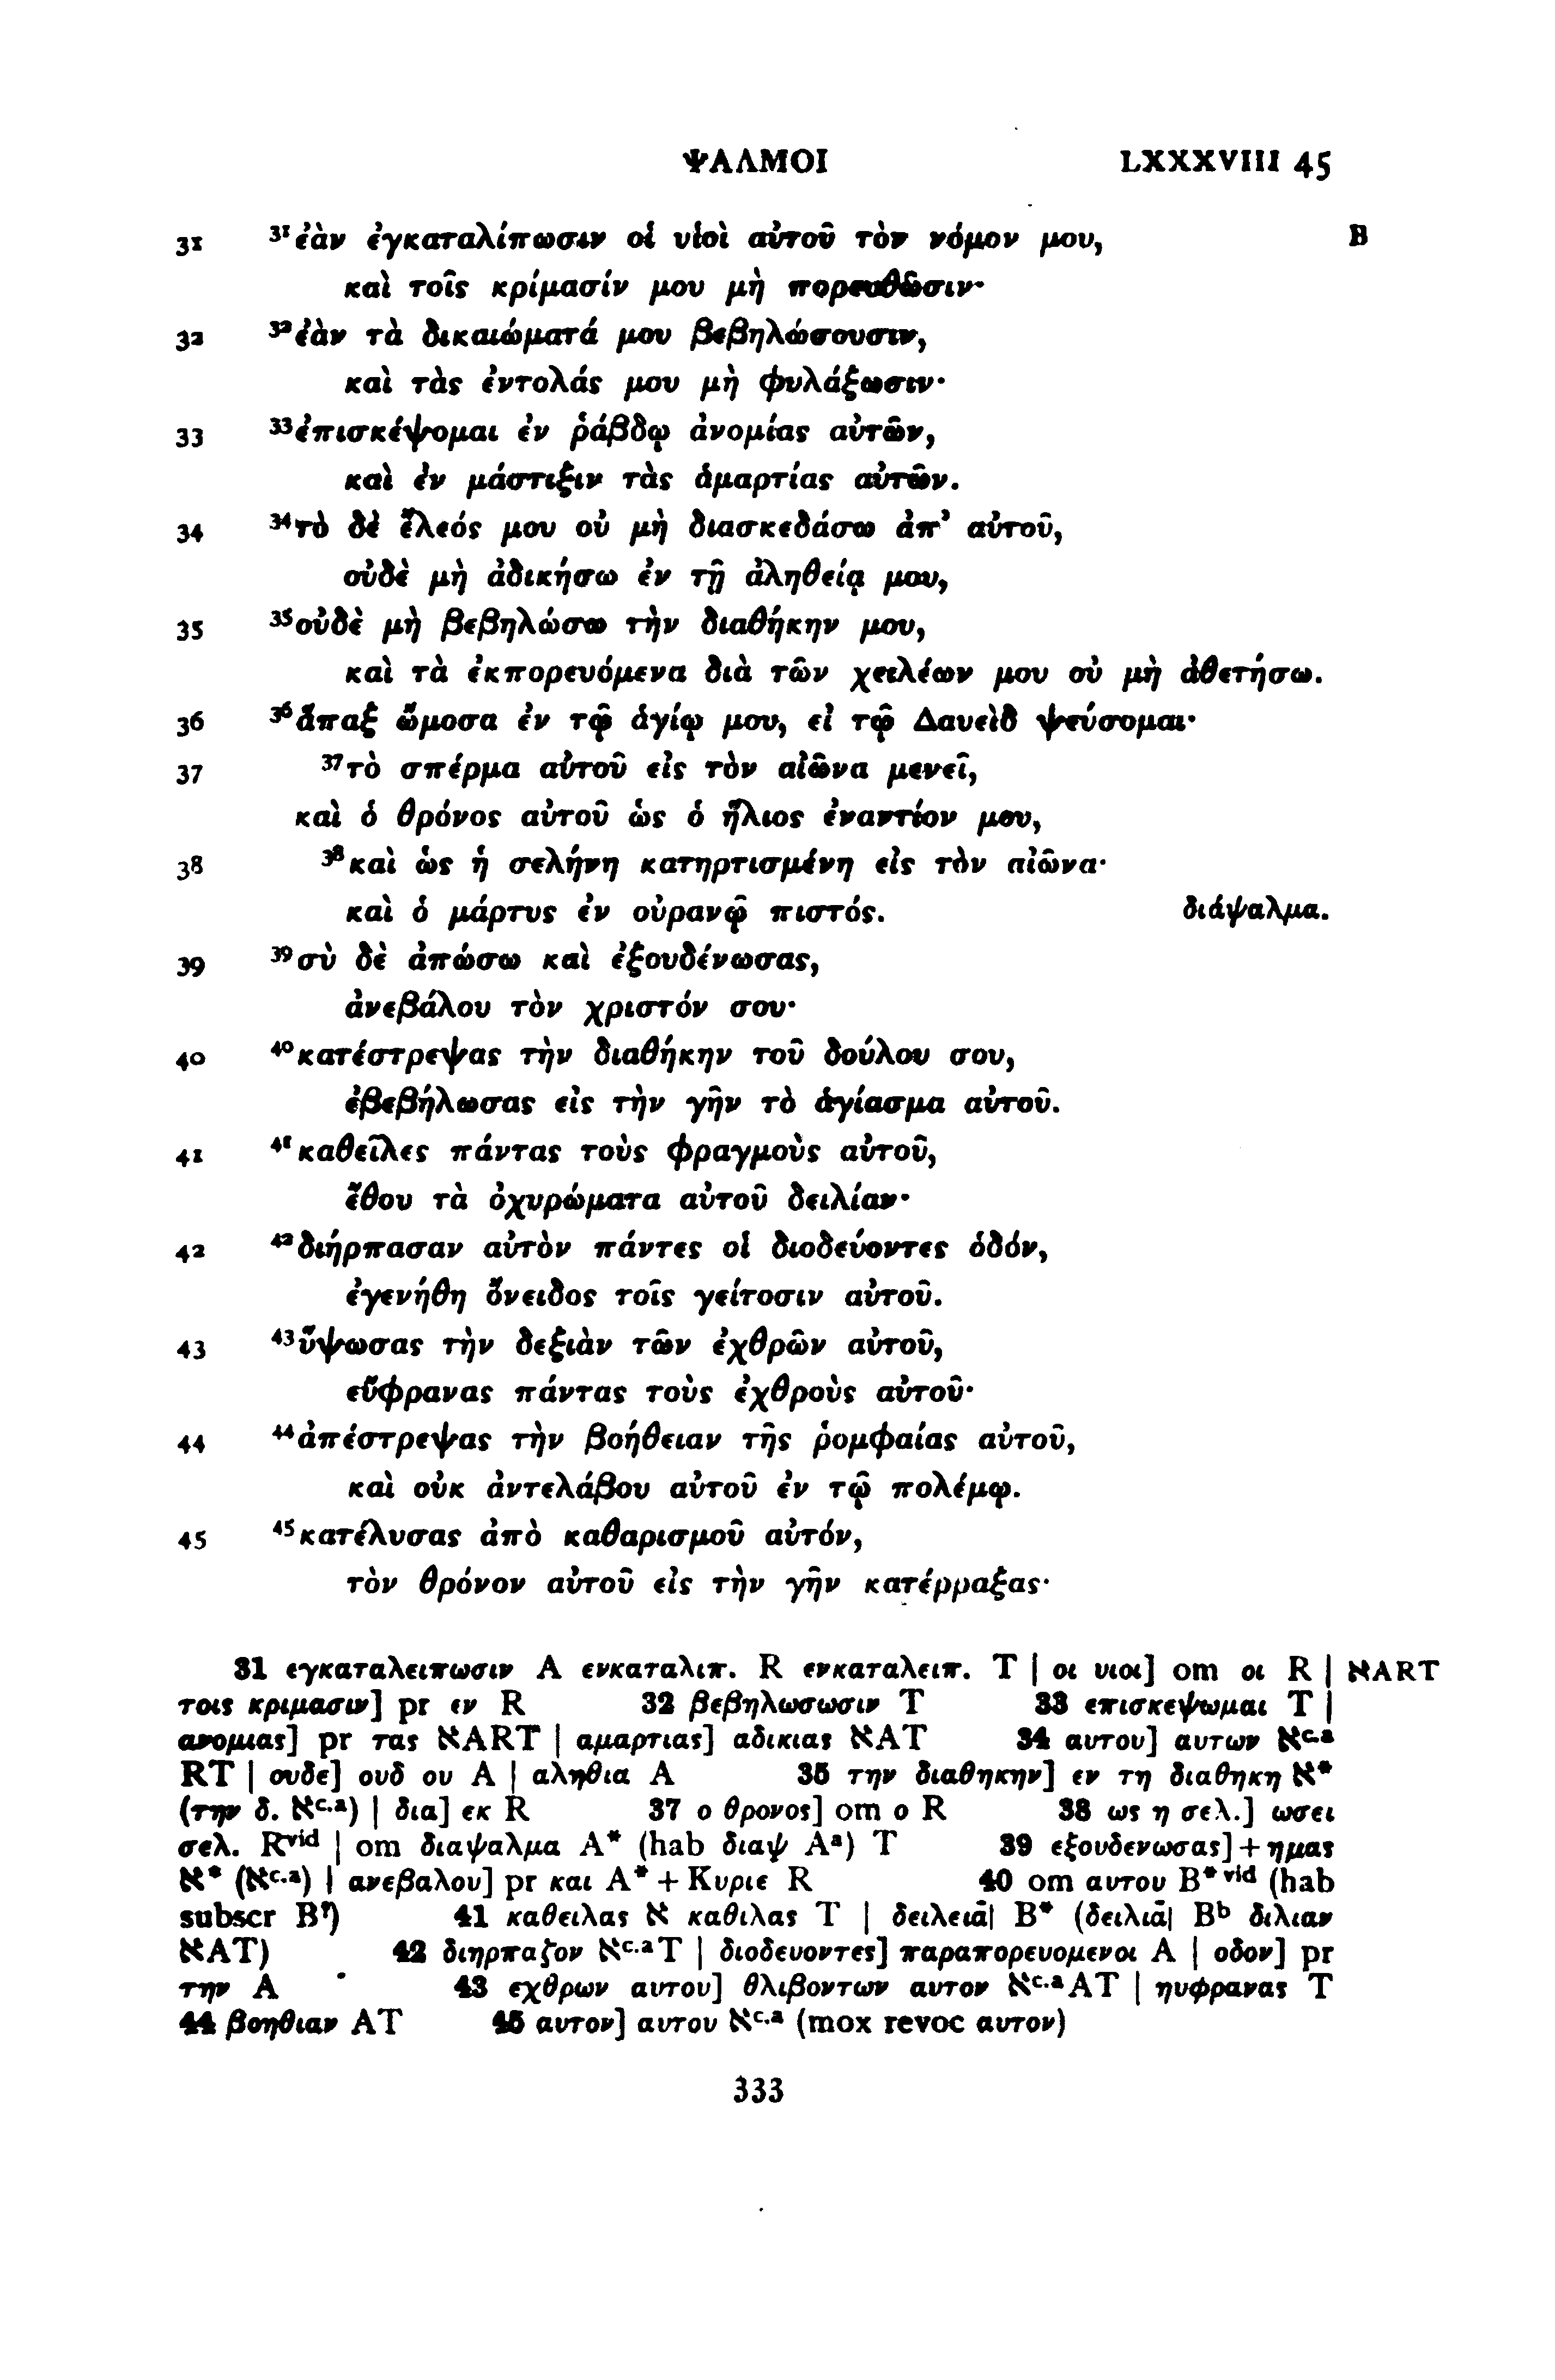 ΨΑΛΜΟΙ LXXXVIII 45
31 ³¹ἐὰν ἐγκαταλίπωσιν οἱ υἱοὶ αὐτοῦ τὸν νόμον μου, B
καὶ τοῖς κρίμασίν μου μὴ πορευθῶσιν·
32 ³²ἐὰν τὰ δικαιώματά μου βεβηλώσουσιν,
καὶ τὰς ἐντολάς μου μὴ φυλάξωσιν·
33 ³³ἐπισκέψομαι ἐν ῥάβδῳ ἀνομίας αὐτῶν,
καὶ ἐν μάστιξιν τὰς ἁμαρτίας αὐτῶν.
34 ³⁴τὸ δὲ ἔλεός μου οὐ μὴ διασκεδάσω ἀπ’ αὐτοῦ,
οὐδὲ μὴ ἀδικήσω ἐν τῇ ἀληθείᾳ μου,
35 ³⁵οὐδὲ μὴ βεβηλώσω τὴν διαθήκην μου,
καὶ τὰ ἐκπορευόμενα διὰ τῶν χειλέων μου οὐ μὴ ἀθετήσω.
36 ³⁶ἅπαξ ὤμοσα ἐν τῷ ἁγίῳ μου, εἰ τῷ Δαυεὶδ ψεύσομαι·
37 ³⁷τὸ σπέρμα αὐτοῦ εἰς τὸν αἰῶνα μενεῖ,
καὶ ὁ θρόνος αὐτοῦ ὡς ὁ ἥλιος ἐναντίον μου,
38 ³⁸καὶ ὡς ἡ σελήνη κατηρτισμένη εἰς τὸν αἰῶνα·
καὶ ὁ μάρτυς ἐν οὐρανῷ πιστός. διάψαλμα.
39 ³⁹σὺ δὲ ἀπώσω καὶ ἐξουδένωσας,
ἀνεβάλου τὸν χριστόν σου·
40 ⁴⁰κατέστρεψας τὴν διαθήκην τοῦ δούλου σου,
ἐβεβήλωσας εἰς τὴν γῆν τὸ ἁγίασμα αὐτοῦ.
41 ⁴¹καθεῖλες πάντας τοὺς φραγμοὺς αὐτοῦ,
ἔθου τὰ ὀχυρώματα αὐτοῦ δειλίαν·
42 ⁴²διήρπασαν αὐτὸν πάντες οἱ διοδεύοντες ὁδόν,
ἐγενήθη ὄνειδος τοῖς γείτοσιν αὐτοῦ.
43 ⁴³ὕψωσας τὴν δεξιὰν τῶν ἐχθρῶν αὐτοῦ,
εὔφρανας πάντας τοὺς ἐχθροὺς αὐτοῦ·
44 ⁴⁴ἀπέστρεψας τὴν βοήθειαν τῆς ῥομφαίας αὐτοῦ,
καὶ οὐκ ἀντελάβου αὐτοῦ ἐν τῷ πολέμῳ.
45 ⁴⁵κατέλυσας ἀπὸ καθαρισμοῦ αὐτόν,
τὸν θρόνον αὐτοῦ εἰς τὴν γῆν κατέρραξας·
31 εγκαταλειπωσιν A ενκαταλιπ. R ενκαταλειπ. T | οι υιοι] om οι R | ℵART
τοις κριμασιν] pr εν R 32 βεβηλωσωσιν T 33 επισκεψωμαι T |
ανομιας] pr τας ℵART | αμαρτιας] αδικιας ℵAT 34 αυτου] αυτων ℵᶜ·ᵃ
RT | ουδε] ουδ ου A | αληθια A 35 την διαθηκην] εν τη διαθηκη ℵ*
(την δ. ℵᶜ·ᵃ) | δια] εκ R 37 ο θρονος] om ο R 38 ως η σελ.] ωσει
σελ. Rᵛⁱᵈ | om διαψαλμα A* (hab διαψ Aᵃ) T 39 εξουδενωσας] + ημας
ℵ* (ℵᶜ·ᵃ) | ανεβαλου] pr και A* + Κυριε R 40 om αυτου B*ᵛⁱᵈ (hab
subscr B?) 41 καθειλας ℵ καθιλας T | δειλειᾱ| B* (δειλιᾱ| Bᵇ διλιαν
ℵAT) 42 διηρπαζον ℵᶜ·ᵃT | διοδευοντες] παραπορευομενοι A | οδον] pr
την A 43 εχθρων αυτου] θλιβοντων αυτον ℵᶜ·ᵃAT | ηυφρανας T
44 βοηθιαν AT 45 αυτον] αυτου ℵᶜ·ᵃ (mox revoc αυτον)
333